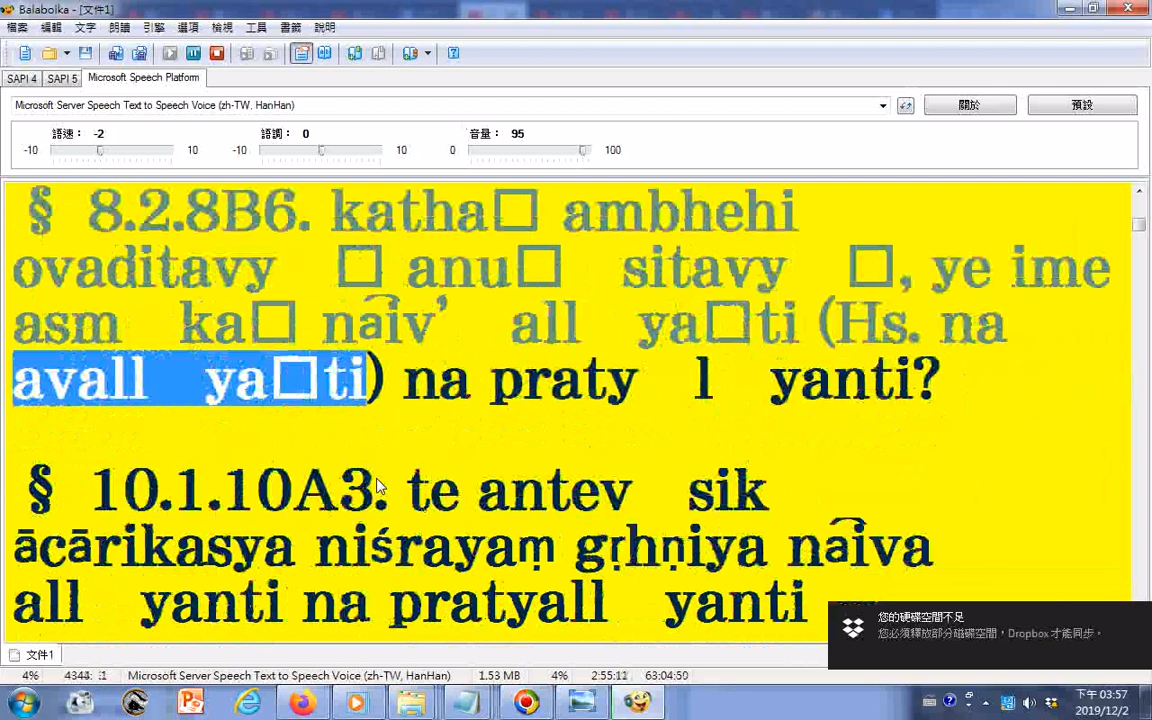 Balabolka - [文件1]
檔案 編輯 文字 朗讀 引擎 選項 檢視 工具 書籤 說明
SAPI 4 SAPI 5 Microsoft Speech Platform
Microsoft Server Speech Text to Speech Voice (zh-TW, HanHan) 關於 預設
語速： -2 語調： 0 音量： 95
-10 10 -10 10 0 100
§ 8.2.8B6. katha□ ambhehi
ovaditavy □ anu□ sitavy □, ye ime
asm ka□ na͡iv’ all ya□ti (Hs. na
avall ya□ti) na praty l yanti?
§ 10.1.10A3. te antev sik
ācārikasya niśrayaṃ gṛhṇiya na͡iva
all yanti na pratyall yanti
您的硬碟空間不足
您必須釋放部分磁碟空間，Dropbox 才能同步。
文件1
4% 4344: 1 Microsoft Server Speech Text to Speech Voice (zh-TW, HanHan) 1.53 MB 4% 2:55:11 63:04:50
下午 03:57
2019/12/2